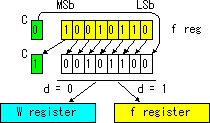 C MSb LSb
0 1 0 0 1 0 1 1 0 f reg
C
1 0 0 1 0 1 1 0 0
d = 0 d = 1
W register f register